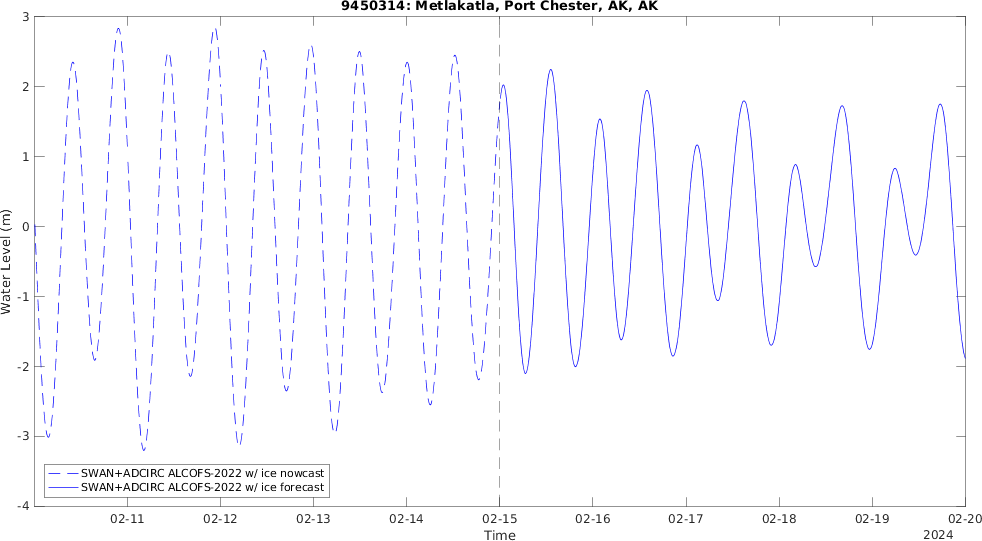 9450314: Metlakatla, Port Chester, AK, AK
3
2
1
0
-1
-2
-3
-4
Water Level (m)
SWAN+ADCIRC ALCOFS-2022 w/ ice nowcast
SWAN+ADCIRC ALCOFS-2022 w/ ice forecast
02-11 02-12 02-13 02-14 02-15 02-16 02-17 02-18 02-19 02-20
Time
2024